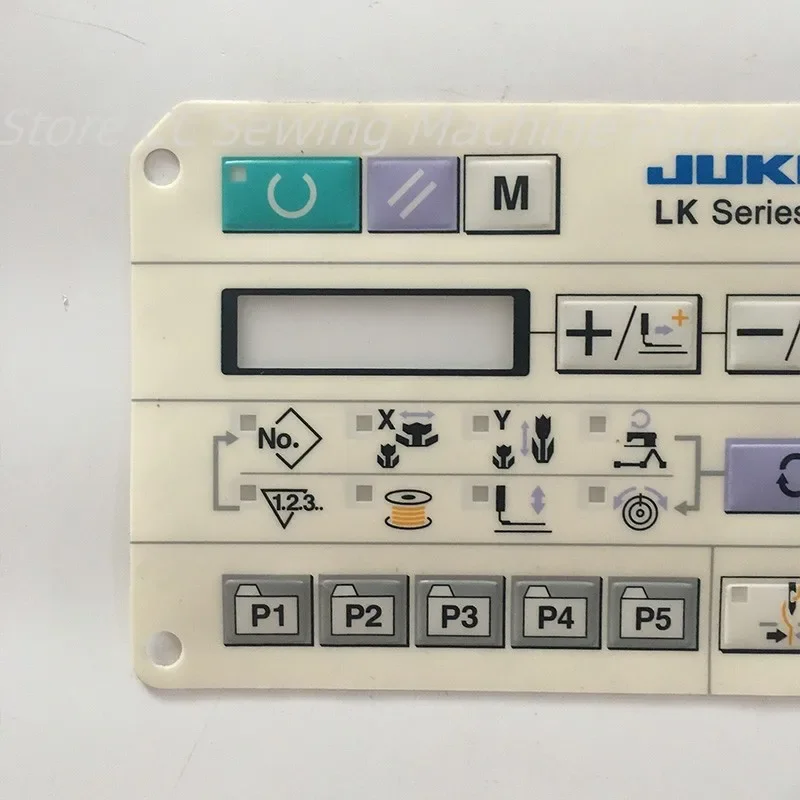 Store
Sewing Machine
M
JUKI
LK Series
+/
−/
No.
X
Y
1.2.3..
P1
P2
P3
P4
P5